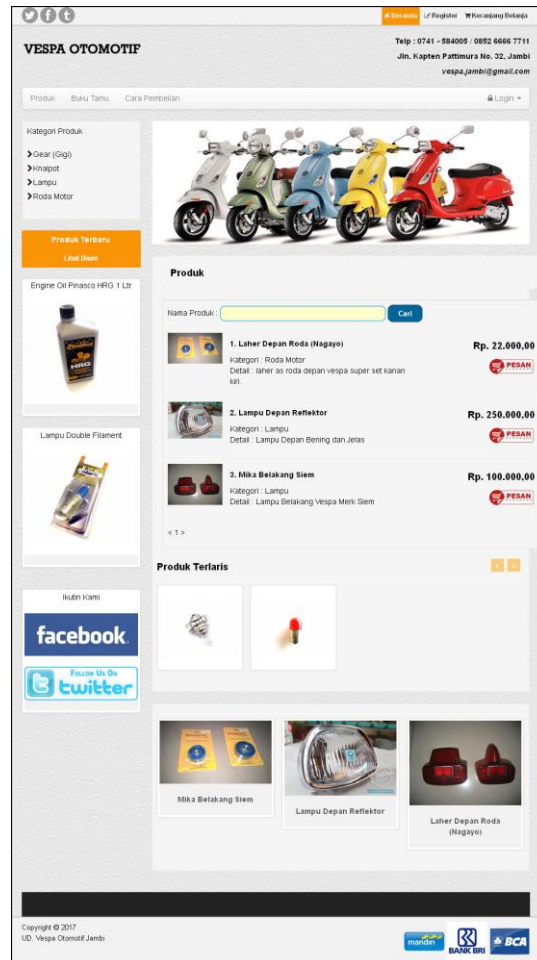 Beranda Register Keranjang Belanja
VESPA OTOMOTIF
Telp : 0741 - 584005 / 0852 6666 7711
Jln. Kapten Pattimura No. 32, Jambi
vespa.jambi@gmail.com
Produk Buku Tamu Cara Pembelian Login
Kategori Produk
Gear (Gigi)
Knalpot
Lampu
Roda Motor
Produk Terbaru
Lihat Disini
Engine Oil Pinasco HRG 1 Ltr
HRG
Lampu Double Filament
Ikutin Kami
facebook
Follow Us On
twitter
Produk
Nama Produk : Cari
1. Laher Depan Roda (Nagayo) Rp. 22.000,00
Kategori : Roda Motor
PESAN
Detail : laher as roda depan vespa super set kanan
kiri.
2. Lampu Depan Reflektor Rp. 250.000,00
Kategori : Lampu
PESAN
Detail : Lampu Depan Bening dan Jelas
3. Mika Belakang Siem Rp. 100.000,00
Kategori : Lampu
PESAN
Detail : Lampu Belakang Vespa Merk Siem
< 1 >
Produk Terlaris
Mika Belakang Siem
Lampu Depan Reflektor
Laher Depan Roda
(Nagayo)
Copyright © 2017
UD. Vespa Otomotif Jambi
mandiri
BANK BRI
BCA